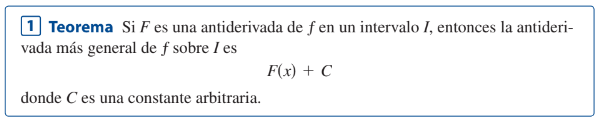 1 Teorema Si F es una antiderivada de f en un intervalo I, entonces la antideri-
vada más general de f sobre I es
F(x) + C
donde C es una constante arbitraria.